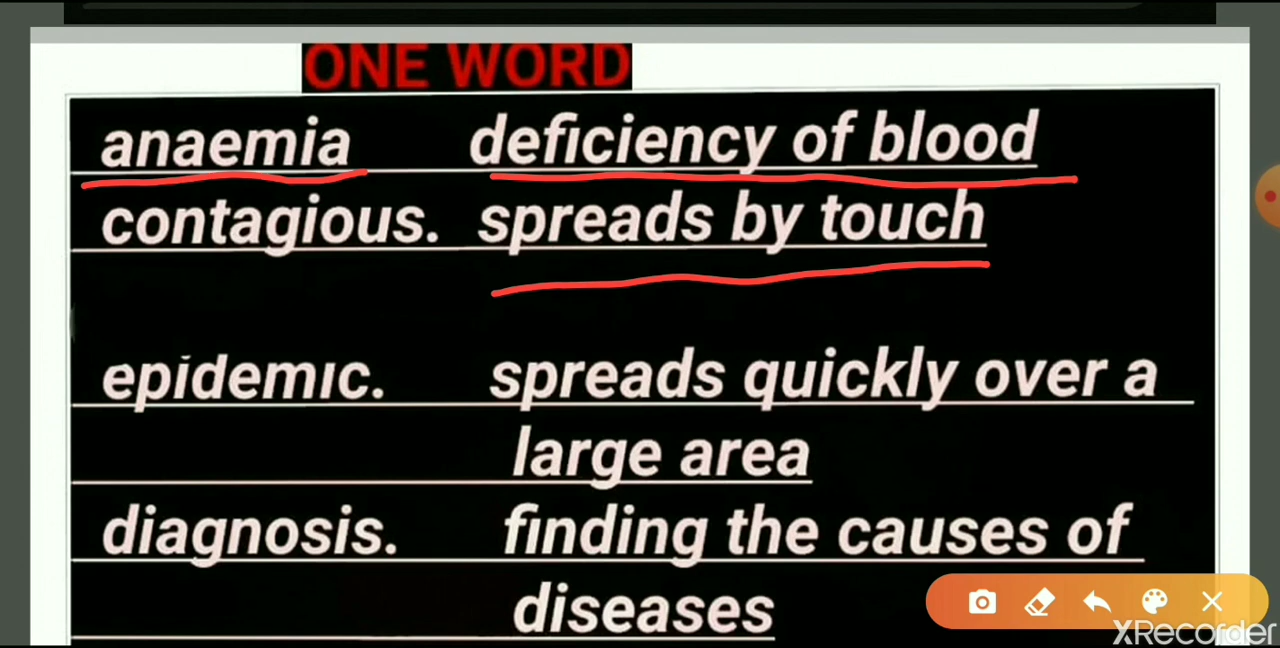 ONE WORD
anaemia deficiency of blood
contagious. spreads by touch
epidemic. spreads quickly over a
large area
diagnosis. finding the causes of
diseases
XRecorder